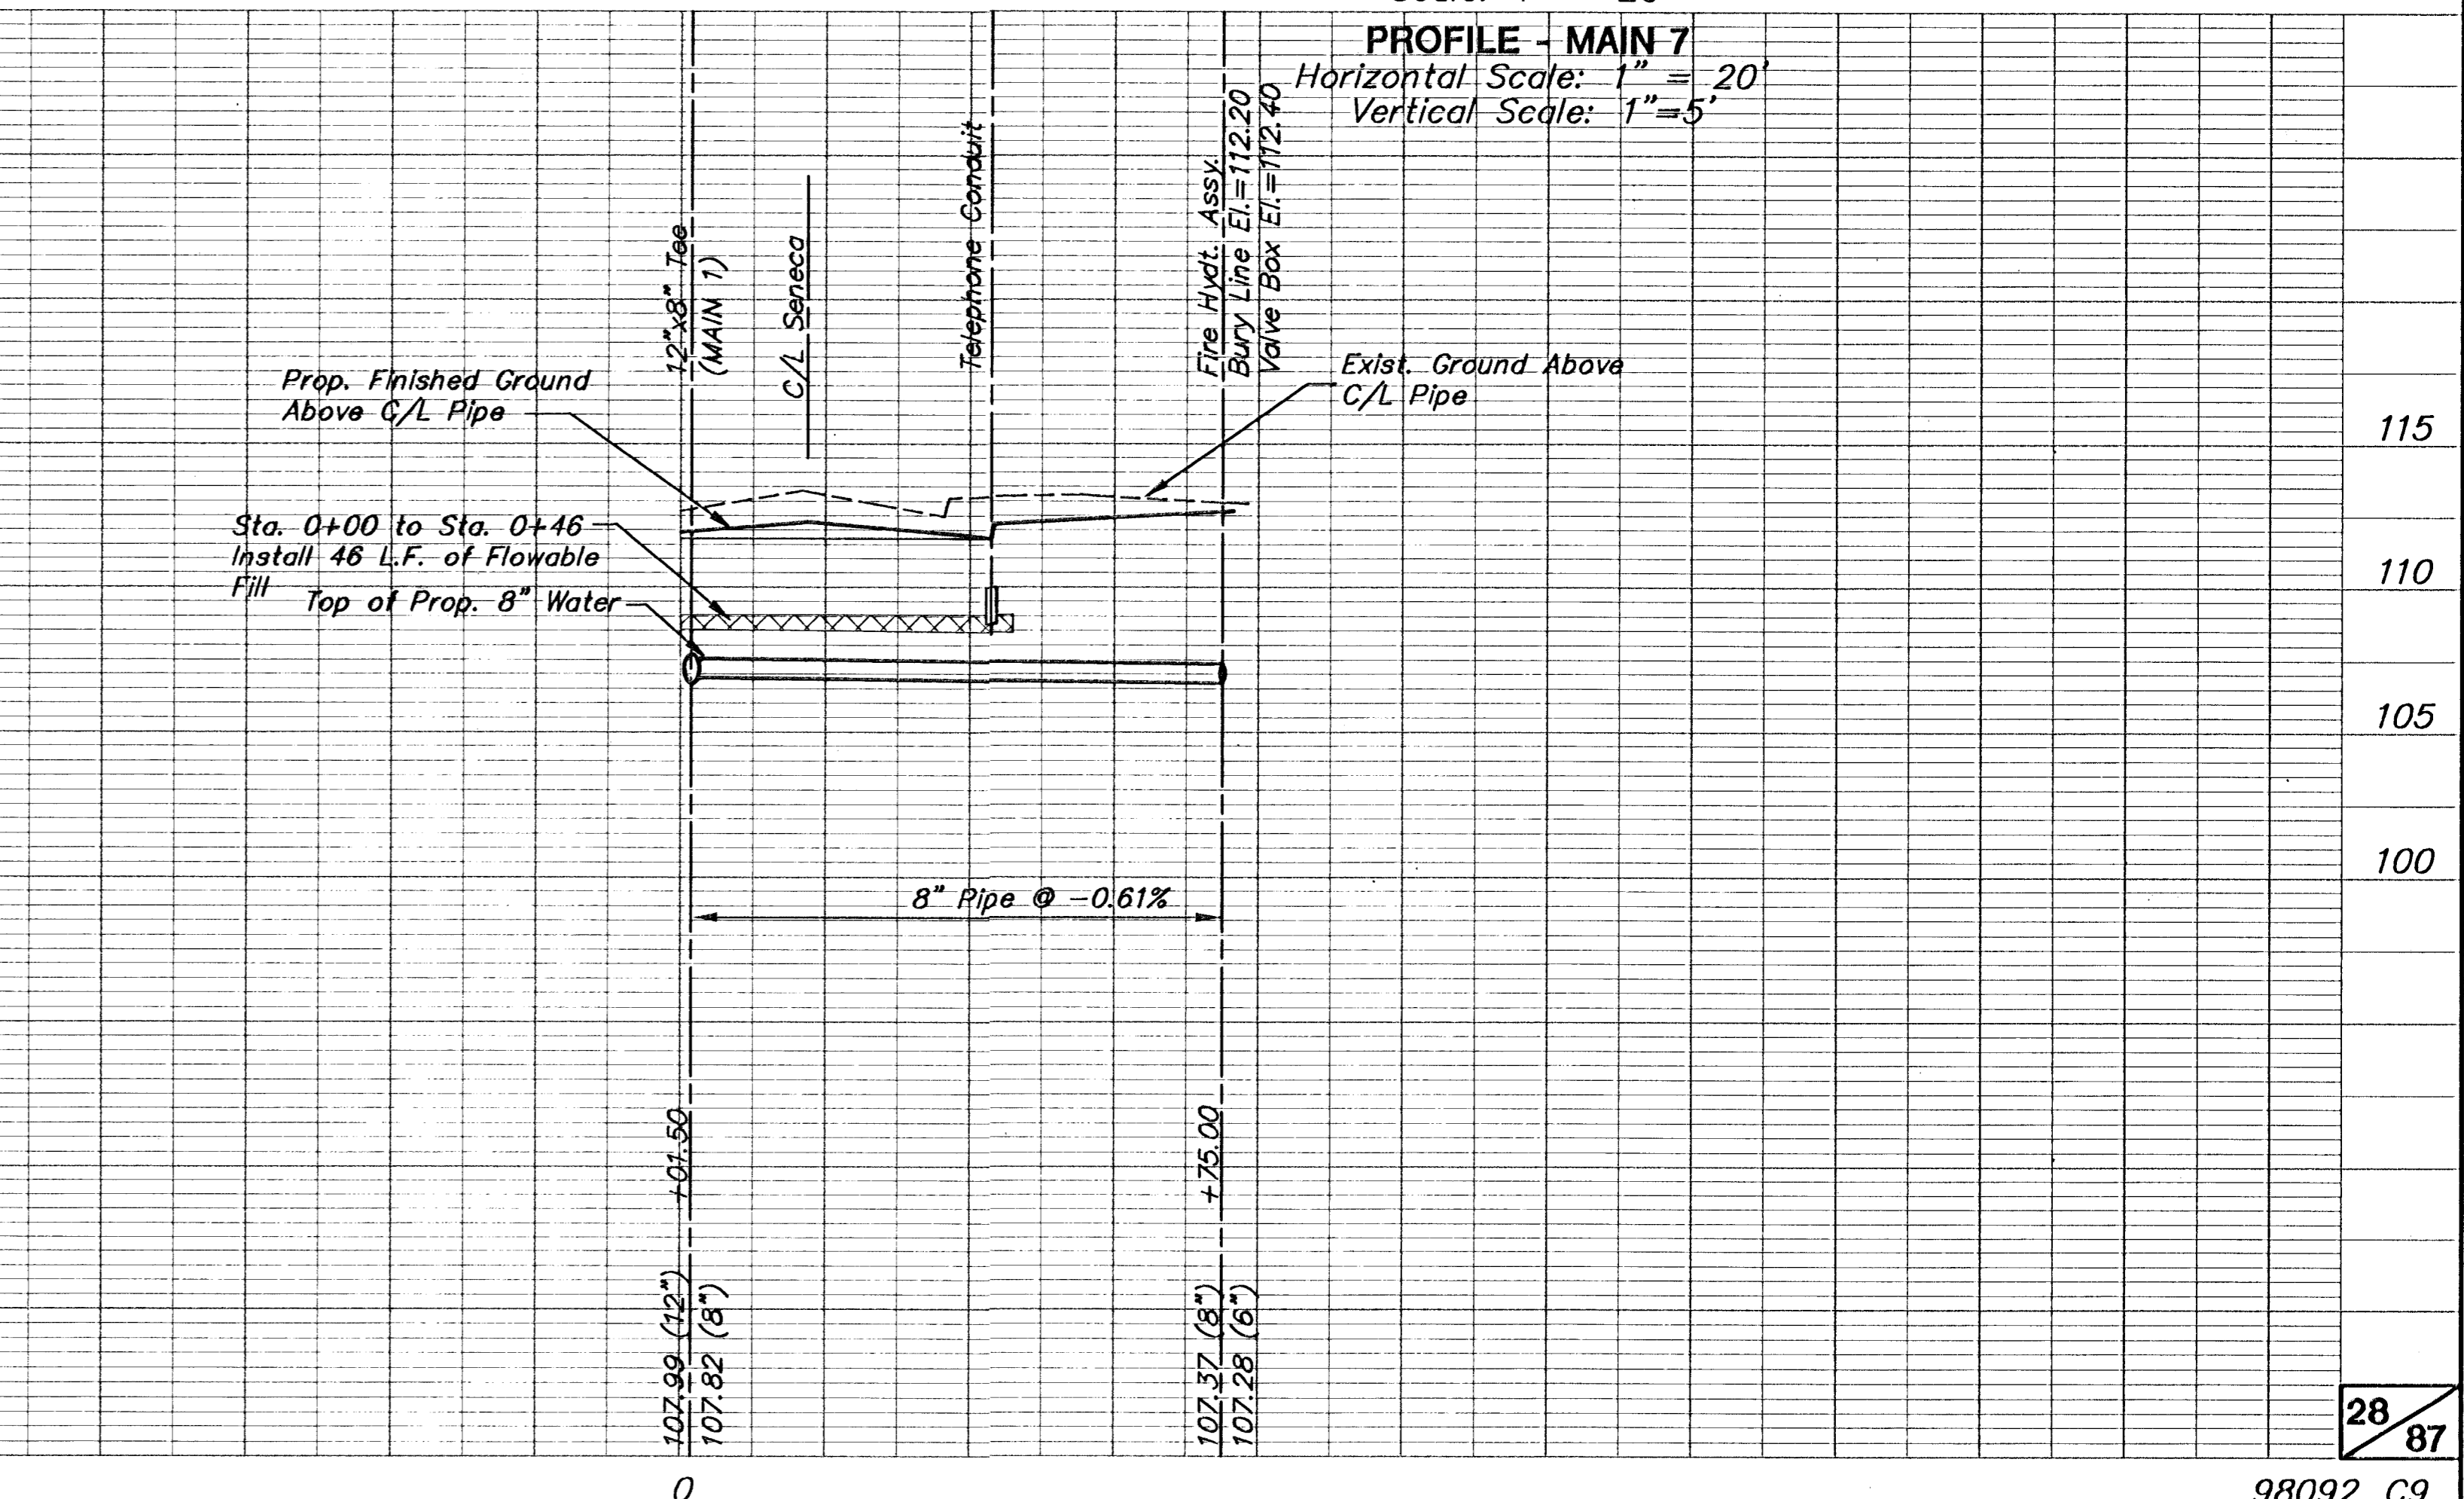 PROFILE - MAIN 7
Horizontal Scale: 1" = 20'
Vertical Scale: 1"=5'
12"x8" Tee
(MAIN 1)
C/L Seneca
Telephone Conduit
Fire Hydt. Assy.
Bury Line El.=112.20
Valve Box El.=112.40
Prop. Finished Ground
Above C/L Pipe
Exist. Ground Above
C/L Pipe
Sta. 0+00 to Sta. 0+46
Install 46 L.F. of Flowable
Fill
Top of Prop. 8" Water
115
110
105
100
8" Pipe @ -0.61%
+01.50
+75.00
107.99 (12")
107.82 (8")
107.37 (8")
107.28 (6")
28
87
0
98092 C9